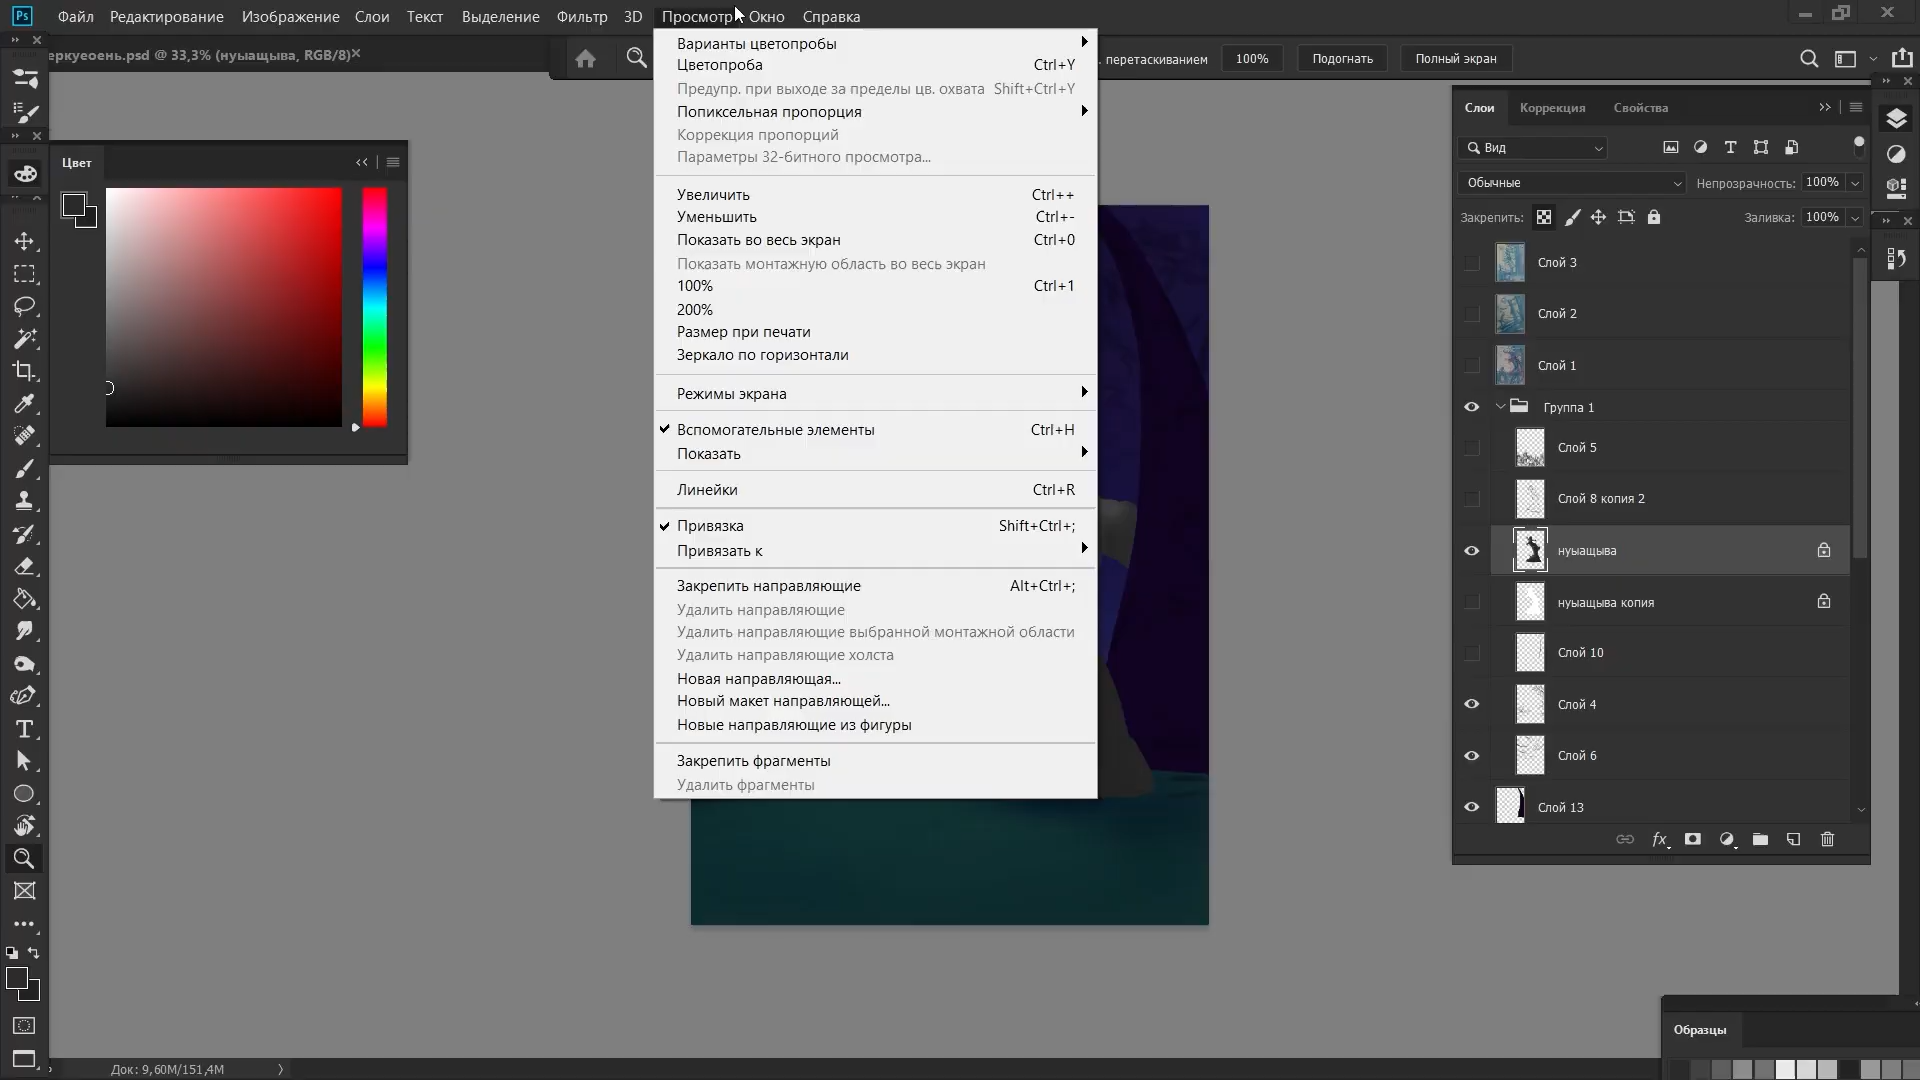 Ps
Файл Редактирование Изображение Слои Текст Выделение Фильтр 3D Просмотр Окно Справка
еркуеоень.psd @ 33,3% (нуыащыва, RGB/8)
. перетаскиванием 100% Подогнать Полный экран
Варианты цветопробы
Цветопроба Ctrl+Y
Предупр. при выходе за пределы цв. охвата Shift+Ctrl+Y
Попиксельная пропорция
Коррекция пропорций
Параметры 32-битного просмотра...
Увеличить Ctrl++
Уменьшить Ctrl+-
Показать во весь экран Ctrl+0
Показать монтажную область во весь экран
100% Ctrl+1
200%
Размер при печати
Зеркало по горизонтали
Режимы экрана
Вспомогательные элементы Ctrl+H
Показать
Линейки Ctrl+R
Привязка Shift+Ctrl+;
Привязать к
Закрепить направляющие Alt+Ctrl+;
Удалить направляющие
Удалить направляющие выбранной монтажной области
Удалить направляющие холста
Новая направляющая...
Новый макет направляющей...
Новые направляющие из фигуры
Закрепить фрагменты
Удалить фрагменты
Цвет
Слои Коррекция Свойства
Вид
Обычные Непрозрачность: 100%
Закрепить: Заливка: 100%
Слой 3
Слой 2
Слой 1
Группа 1
Слой 5
Слой 8 копия 2
нуыащыва
нуыащыва копия
Слой 10
Слой 4
Слой 6
Слой 13
fx
Образцы
Док: 9,60M/151,4M